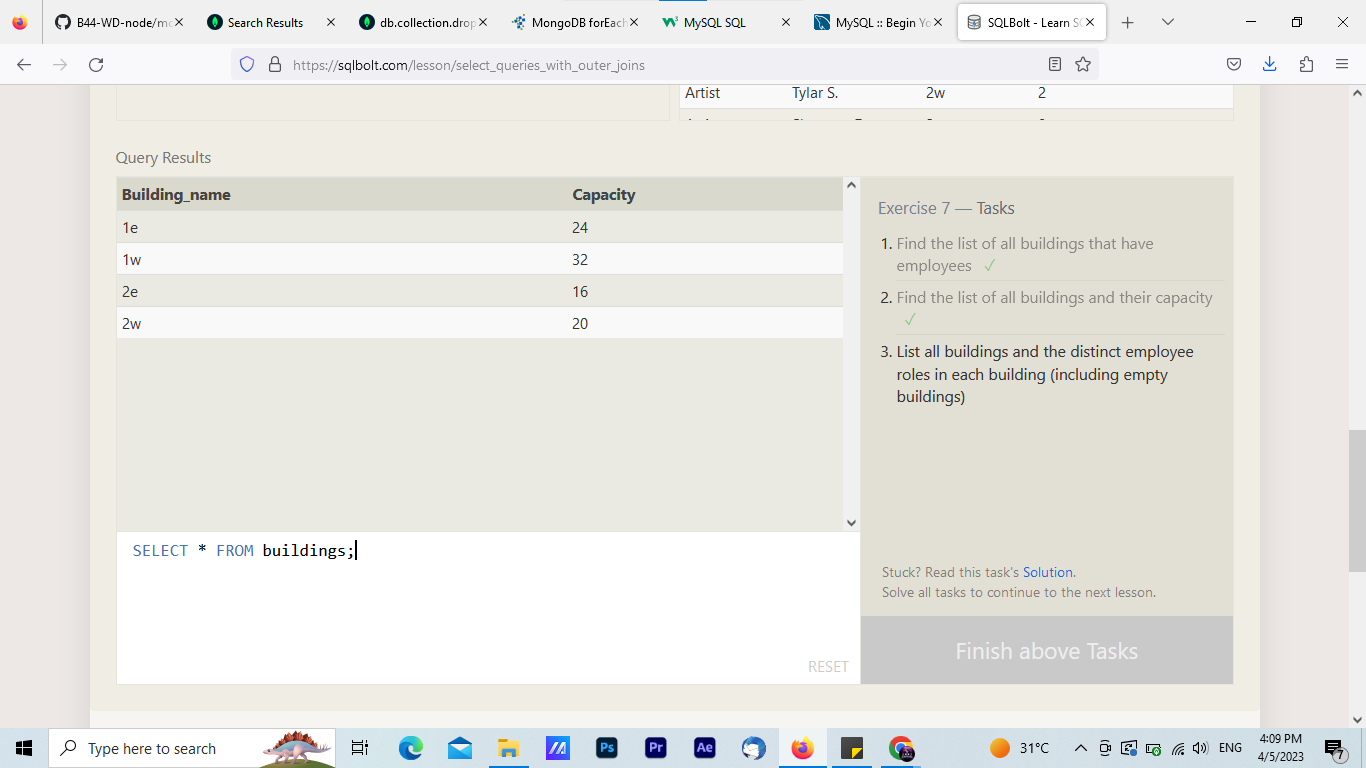 B44-WD-node/mc
Search Results
db.collection.drop
MongoDB forEach
MySQL SQL
MySQL :: Begin Yo
SQLBolt - Learn SQ
https://sqlbolt.com/lesson/select_queries_with_outer_joins
Artist Tylar S. 2w 2
Query Results
Building_name Capacity
1e 24
1w 32
2e 16
2w 20
Exercise 7 — Tasks
1. Find the list of all buildings that have
employees ✓
2. Find the list of all buildings and their capacity
✓
3. List all buildings and the distinct employee
roles in each building (including empty
buildings)
SELECT * FROM buildings;
RESET
Stuck? Read this task's Solution.
Solve all tasks to continue to the next lesson.
Finish above Tasks
Type here to search
Ps
Pr
Ae
31°C
ENG
4:09 PM
4/5/2023
7